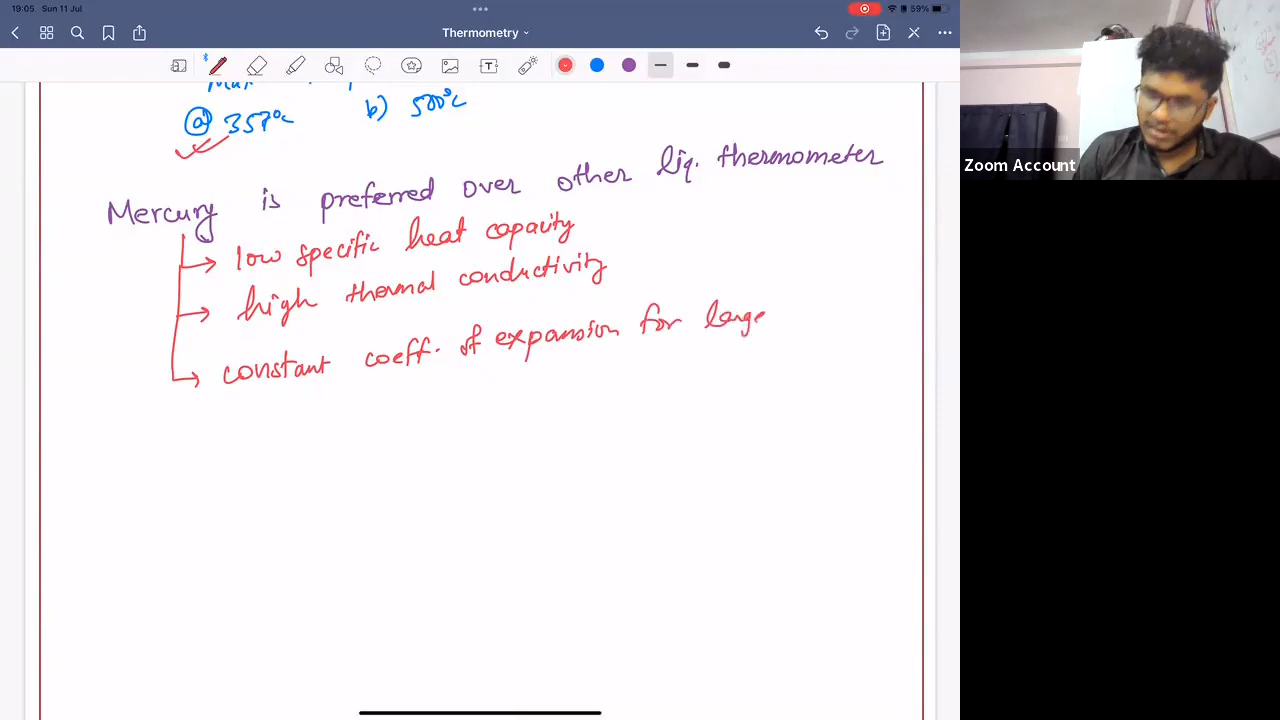 19:05 Sun 11 Jul
59%
Thermometry
a) 357°C b) 500°C
Mercury is preferred over other liq. thermometer
low specific heat capacity
high thermal conductivity
constant coeff. of expansion for large
Zoom Account